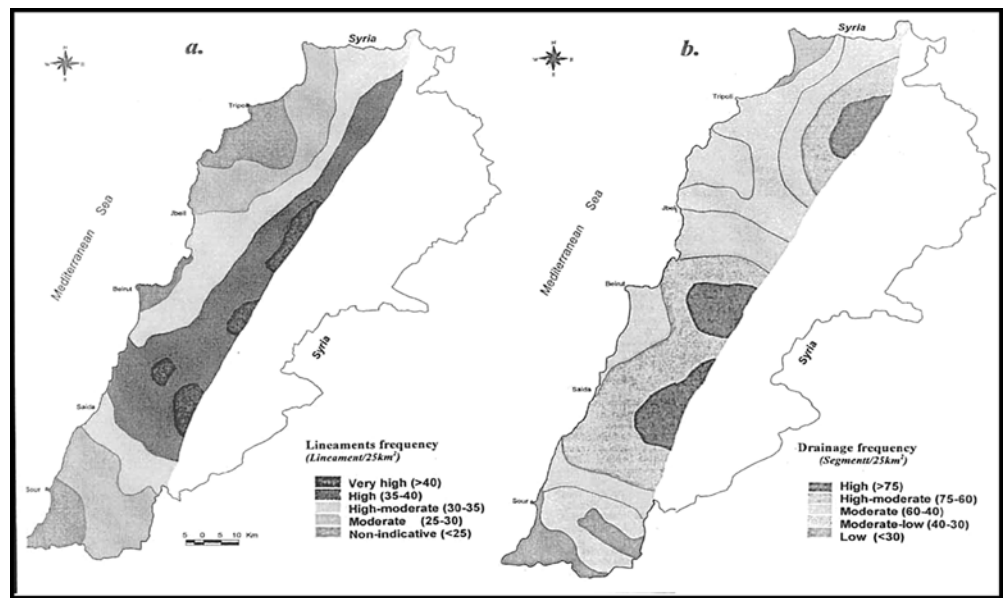 a.
Syria
Tripoli
Jbeil
Mediterranean Sea
Beirut
Syria
Saida
Sour
Lineaments frequency
(Lineament/25km²)
Very high (>40)
High (35-40)
High-moderate (30-35)
Moderate (25-30)
Non-indicative (<25)
5 0 5 10 Km
b.
Syria
Tripoli
Jbeil
Mediterranean Sea
Beirut
Syria
Saida
Sour
Drainage frequency
(Segmentt/25km²)
High (>75)
High-moderate (75-60)
Moderate (60-40)
Moderate-low (40-30)
Low (<30)